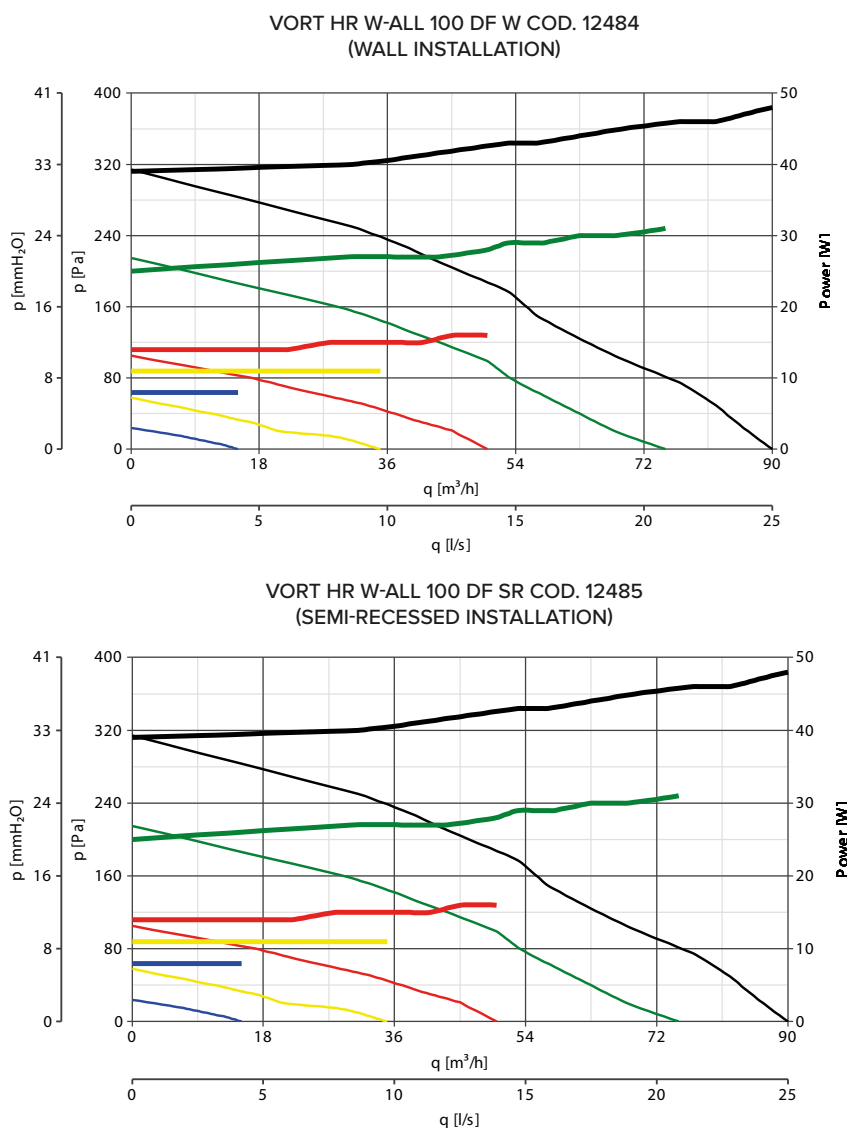 VORT HR W-ALL 100 DF W COD. 12484
(WALL INSTALLATION)
41 400 50
33 320 40
24 240 30
16 160 20
8 80 10
0 0 0
p [mmH₂O]
p [Pa]
Power [W]
0 18 36 54 72 90
q [m³/h]
0 5 10 15 20 25
q [l/s]
VORT HR W-ALL 100 DF SR COD. 12485
(SEMI-RECESSED INSTALLATION)
41 400 50
33 320 40
24 240 30
16 160 20
8 80 10
0 0 0
p [mmH₂O]
p [Pa]
Power [W]
0 18 36 54 72 90
q [m³/h]
0 5 10 15 20 25
q [l/s]